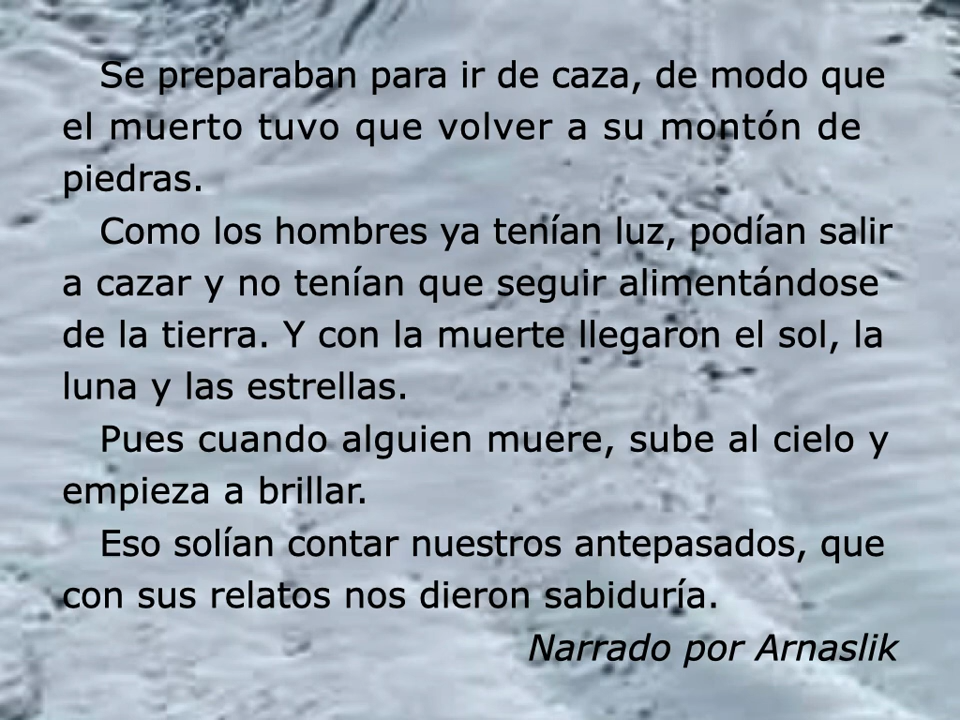 Se preparaban para ir de caza, de modo que
el muerto tuvo que volver a su montón de
piedras.
Como los hombres ya tenían luz, podían salir
a cazar y no tenían que seguir alimentándose
de la tierra. Y con la muerte llegaron el sol, la
luna y las estrellas.
Pues cuando alguien muere, sube al cielo y
empieza a brillar.
Eso solían contar nuestros antepasados, que
con sus relatos nos dieron sabiduría.
Narrado por Arnaslik